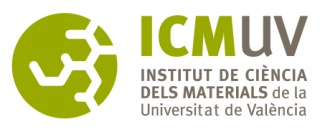 ICMUV
INSTITUT DE CIÈNCIA
DELS MATERIALS de la
Universitat de València